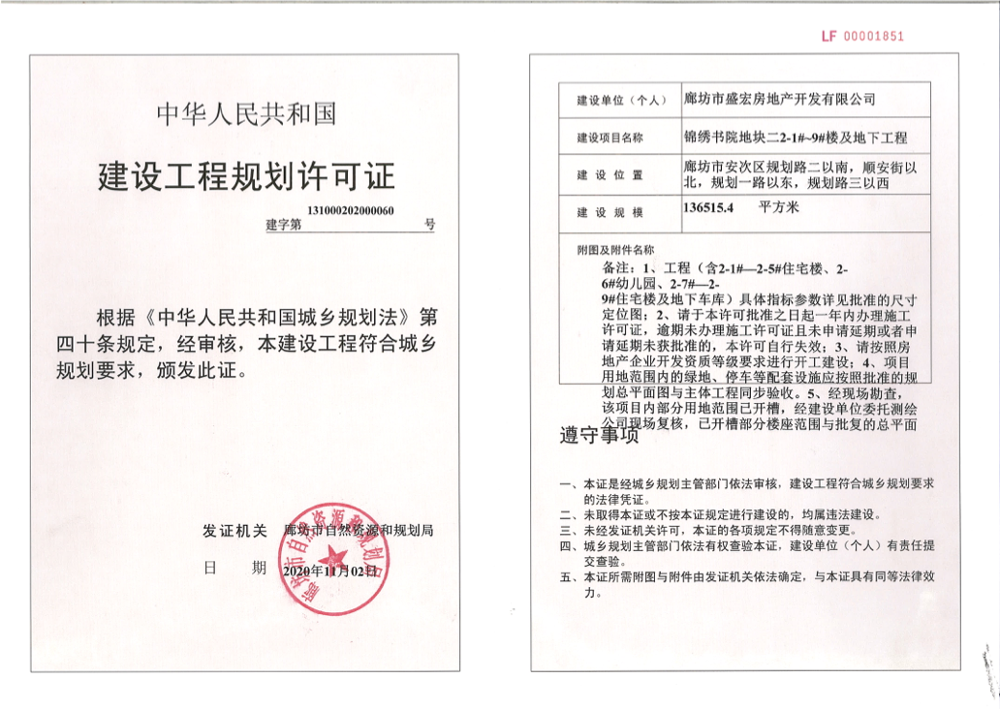 LF 00001851
中华人民共和国
建设工程规划许可证
131000202000060
建字第 号
根据《中华人民共和国城乡规划法》第
四十条规定，经审核，本建设工程符合城乡
规划要求，颁发此证。
发证机关 廊坊市自然资源和规划局
日 期 2020年11月02日
廊坊市自然资源和规划局
建设单位（个人） 廊坊市盛宏房地产开发有限公司
建设项目名称 锦绣书院地块二2-1#~9#楼及地下工程
建设位置 廊坊市安次区规划路二以南，顺安街以
北，规划一路以东，规划路三以西
建设规模 136515.4 平方米
附图及附件名称
备注：1、工程（含2-1#—2-5#住宅楼、2-
6#幼儿园、2-7#—2-
9#住宅楼及地下车库）具体指标参数详见批准的尺寸
定位图；2、请于本许可批准之日起一年内办理施工
许可证，逾期未办理施工许可证且未申请延期或者申
请延期未获批准的，本许可自行失效；3、请按照房
地产企业开发资质等级要求进行开工建设；4、项目
用地范围内的绿地、停车等配套设施应按照批准的规
划总平面图与主体工程同步验收。5、经现场勘查，
该项目内部分用地范围已开槽，经建设单位委托测绘
公司现场复核，已开槽部分楼座范围与批复的总平面
遵守事项
一、本证是经城乡规划主管部门依法审核，建设工程符合城乡规划要求
的法律凭证。
二、未取得本证或不按本证规定进行建设的，均属违法建设。
三、未经发证机关许可，本证的各项规定不得随意变更。
四、城乡规划主管部门依法有权查验本证，建设单位（个人）有责任提
交查验。
五、本证所需附图与附件由发证机关依法确定，与本证具有同等法律效
力。